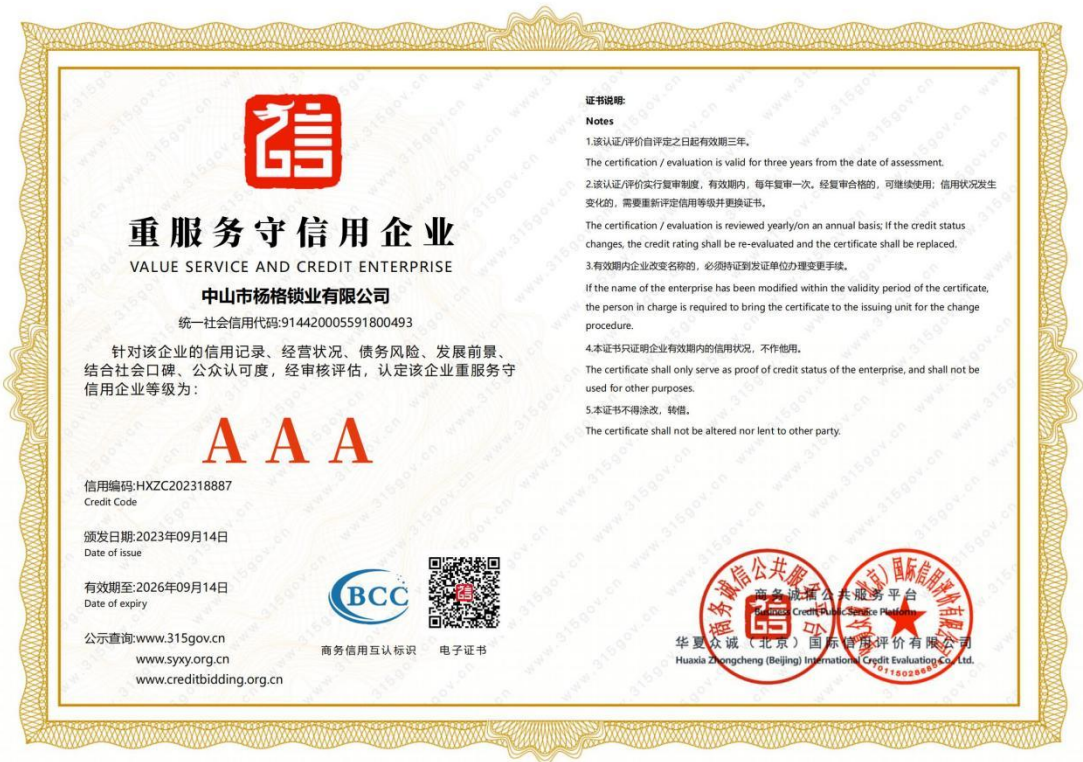 重服务守信用企业
VALUE SERVICE AND CREDIT ENTERPRISE
中山市杨格锁业有限公司
统一社会信用代码:914420005591800493
针对该企业的信用记录、经营状况、债务风险、发展前景、
结合社会口碑、公众认可度，经审核评估，认定该企业重服务守
信用企业等级为：
AAA
信用编码:HXZC202318887
Credit Code
颁发日期:2023年09月14日
Date of issue
有效期至:2026年09月14日
Date of expiry
公示查询:www.315gov.cn
www.syxy.org.cn
www.creditbidding.org.cn
BCC
商务信用互认标识
信
电子证书
证书说明:
Notes
1.该认证/评价自评定之日起有效期三年。
The certification / evaluation is valid for three years from the date of assessment.
2.该认证/评价实行复审制度，有效期内，每年复审一次。经复审合格的，可继续使用；信用状况发生
变化的，需要重新评定信用等级并更换证书。
The certification / evaluation is reviewed yearly/on an annual basis; If the credit status
changes, the credit rating shall be re-evaluated and the certificate shall be replaced.
3.有效期内企业改变名称的，必须持证到发证单位办理变更手续。
If the name of the enterprise has been modified within the validity period of the certificate,
the person in charge is required to bring the certificate to the issuing unit for the change
procedure.
4.本证书只证明企业有效期内的信用状况，不作他用。
The certificate shall only serve as proof of credit status of the enterprise, and shall not be
used for other purposes.
5.本证书不得涂改，转借。
The certificate shall not be altered nor lent to other party.
商务诚信公共服务平台
商务诚信公共服务平台
Business Credit Public Service Platform
华夏众诚（北京）国际信用评价有限公司
Huaxia Zhongcheng (Beijing) International Credit Evaluation Co., Ltd.
www.315gov.cn